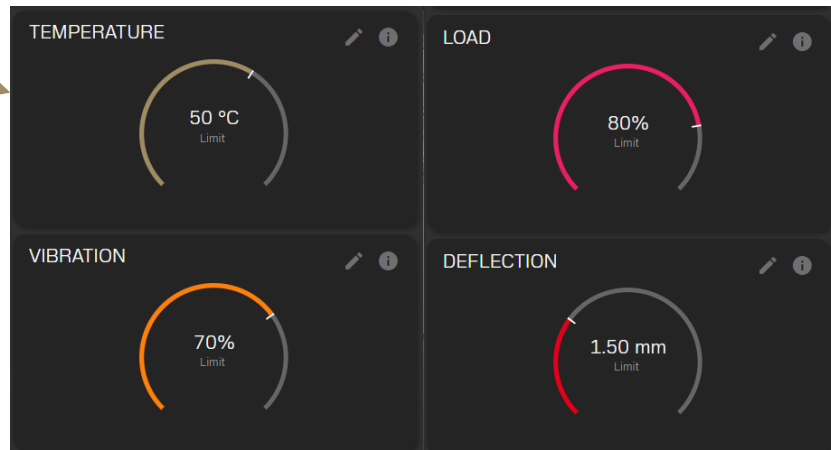 TEMPERATURE
50 °C
Limit
LOAD
80%
Limit
VIBRATION
70%
Limit
DEFLECTION
1.50 mm
Limit